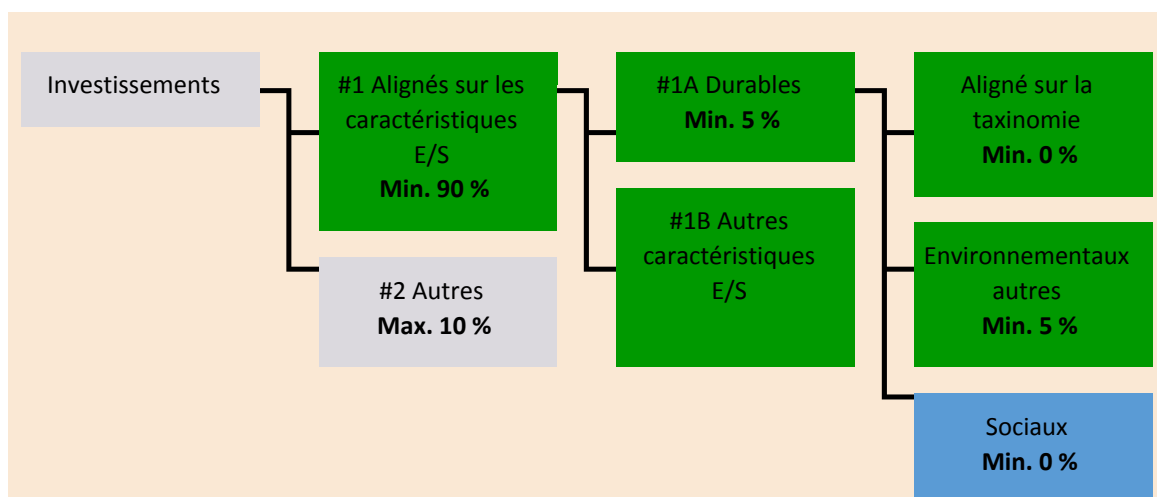 Investissements
#1 Alignés sur les
caractéristiques
E/S
Min. 90 %
#2 Autres
Max. 10 %
#1A Durables
Min. 5 %
#1B Autres
caractéristiques
E/S
Aligné sur la
taxinomie
Min. 0 %
Environnementaux
autres
Min. 5 %
Sociaux
Min. 0 %